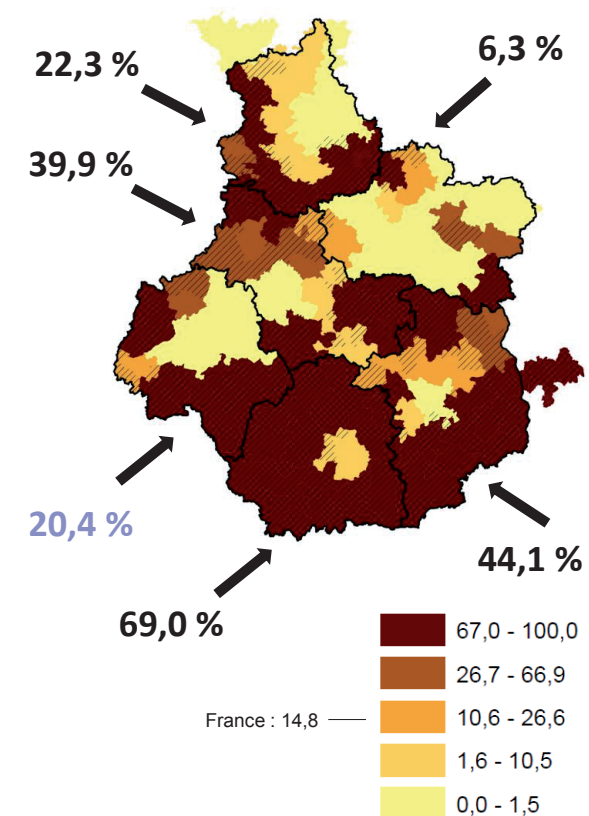 22,3 %
6,3 %
39,9 %
20,4 %
44,1 %
69,0 %
67,0 - 100,0
26,7 - 66,9
France : 14,8
10,6 - 26,6
1,6 - 10,5
0,0 - 1,5